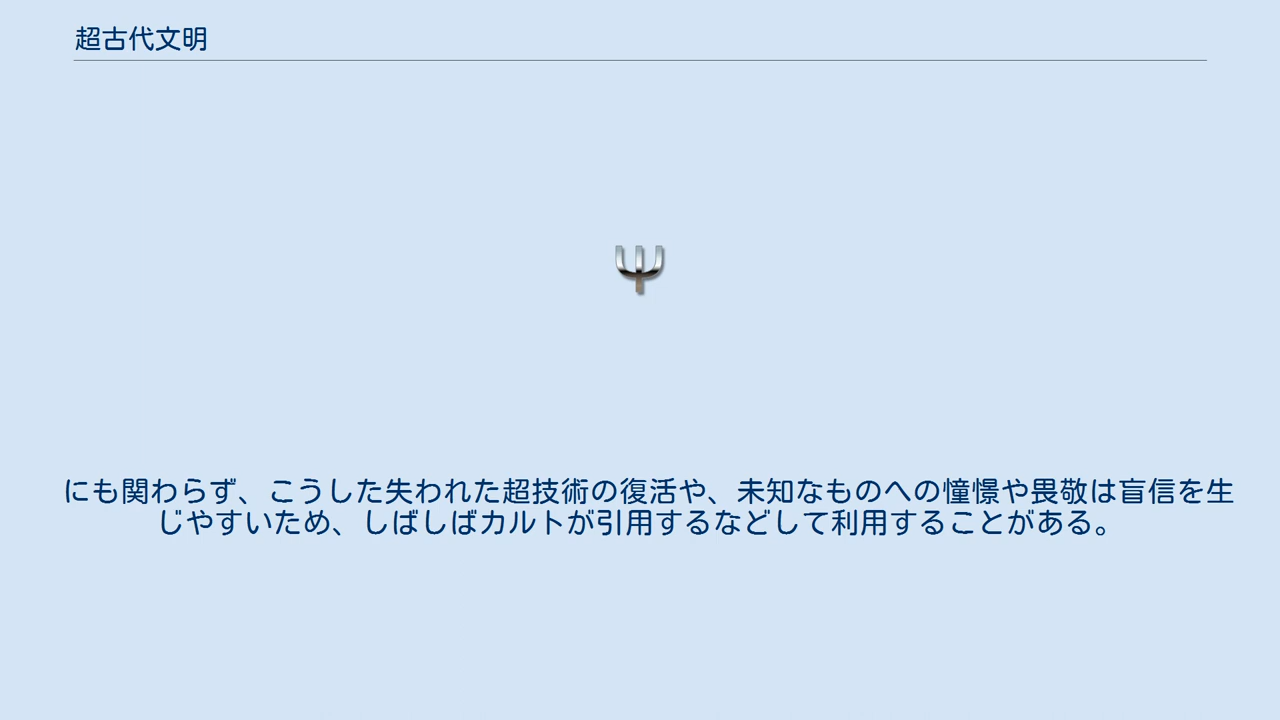 超古代文明
にも関わらず、こうした失われた超技術の復活や、未知なものへの憧憬や畏敬は盲信を生
じやすいため、しばしばカルトが引用するなどして利用することがある。